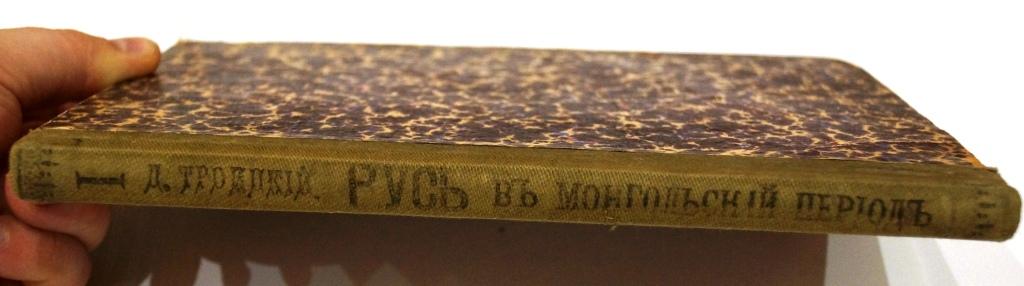 I Д. ТРОИЦКІЙ. РУСЬ ВЪ МОНГОЛЬСКІЙ ПЕРІОДЪ